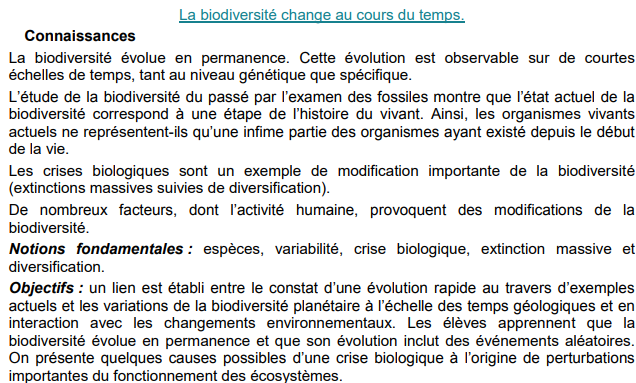 La biodiversité change au cours du temps.
Connaissances
La biodiversité évolue en permanence. Cette évolution est observable sur de courtes
échelles de temps, tant au niveau génétique que spécifique.
L'étude de la biodiversité du passé par l'examen des fossiles montre que l'état actuel de la
biodiversité correspond à une étape de l'histoire du vivant. Ainsi, les organismes vivants
actuels ne représentent-ils qu'une infime partie des organismes ayant existé depuis le début
de la vie.
Les crises biologiques sont un exemple de modification importante de la biodiversité
(extinctions massives suivies de diversification).
De nombreux facteurs, dont l'activité humaine, provoquent des modifications de la
biodiversité.
Notions fondamentales : espèces, variabilité, crise biologique, extinction massive et
diversification.
Objectifs : un lien est établi entre le constat d'une évolution rapide au travers d'exemples
actuels et les variations de la biodiversité planétaire à l'échelle des temps géologiques et en
interaction avec les changements environnementaux. Les élèves apprennent que la
biodiversité évolue en permanence et que son évolution inclut des événements aléatoires.
On présente quelques causes possibles d'une crise biologique à l'origine de perturbations
importantes du fonctionnement des écosystèmes.